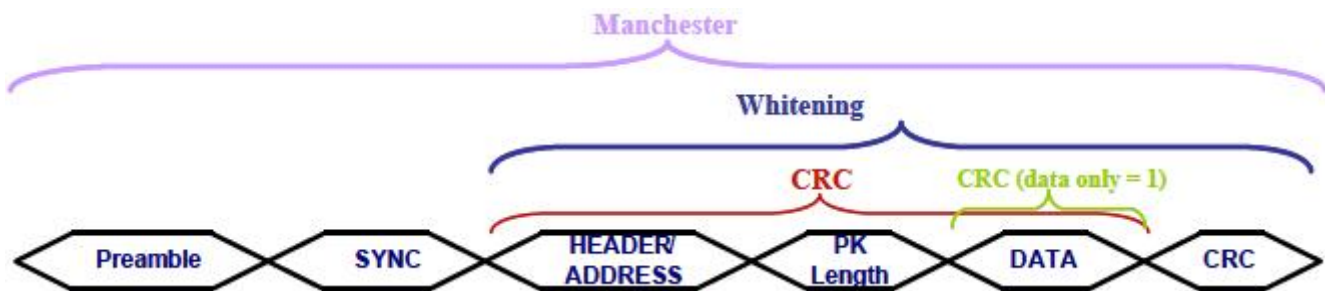 Manchester
Whitening
CRC
CRC (data only = 1)
Preamble
SYNC
HEADER/
ADDRESS
PK
Length
DATA
CRC